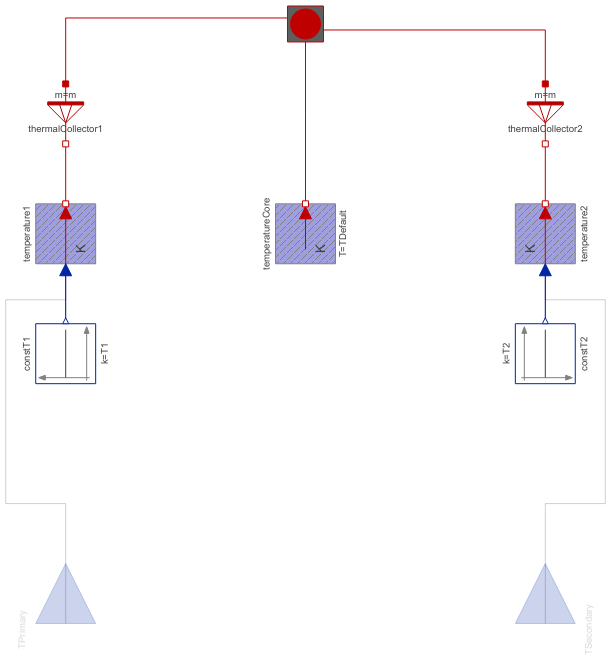 m=m
thermalCollector1
m=m
thermalCollector2
temperature1
K
temperatureCore
K
T=TDefault
K
temperature2
constT1
k=T1
k=T2
constT2
TPrimary
TSecondary